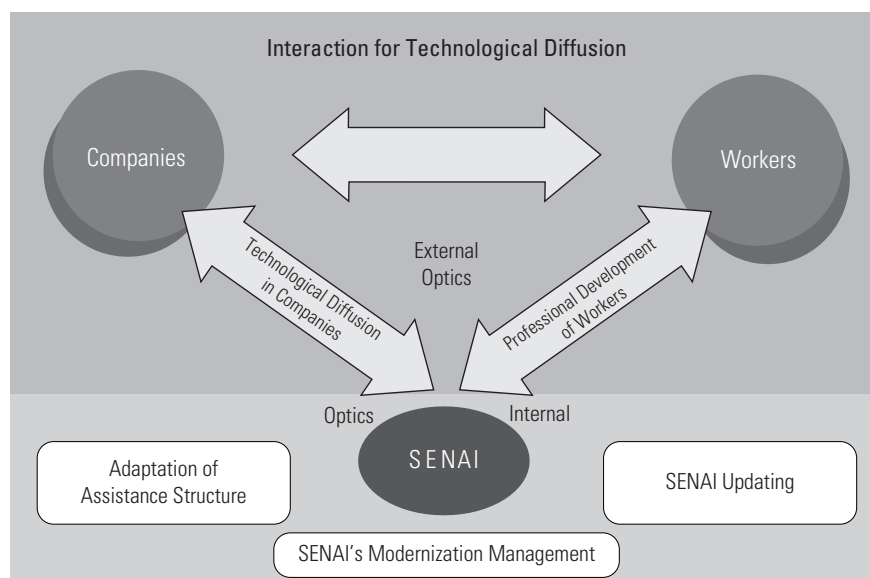 Interaction for Technological Diffusion
Companies
Workers
External
Optics
Technological Diffusion
in Companies
Professional Development
of Workers
Optics
Internal
SENAI
Adaptation of
Assistance Structure
SENAI Updating
SENAI's Modernization Management